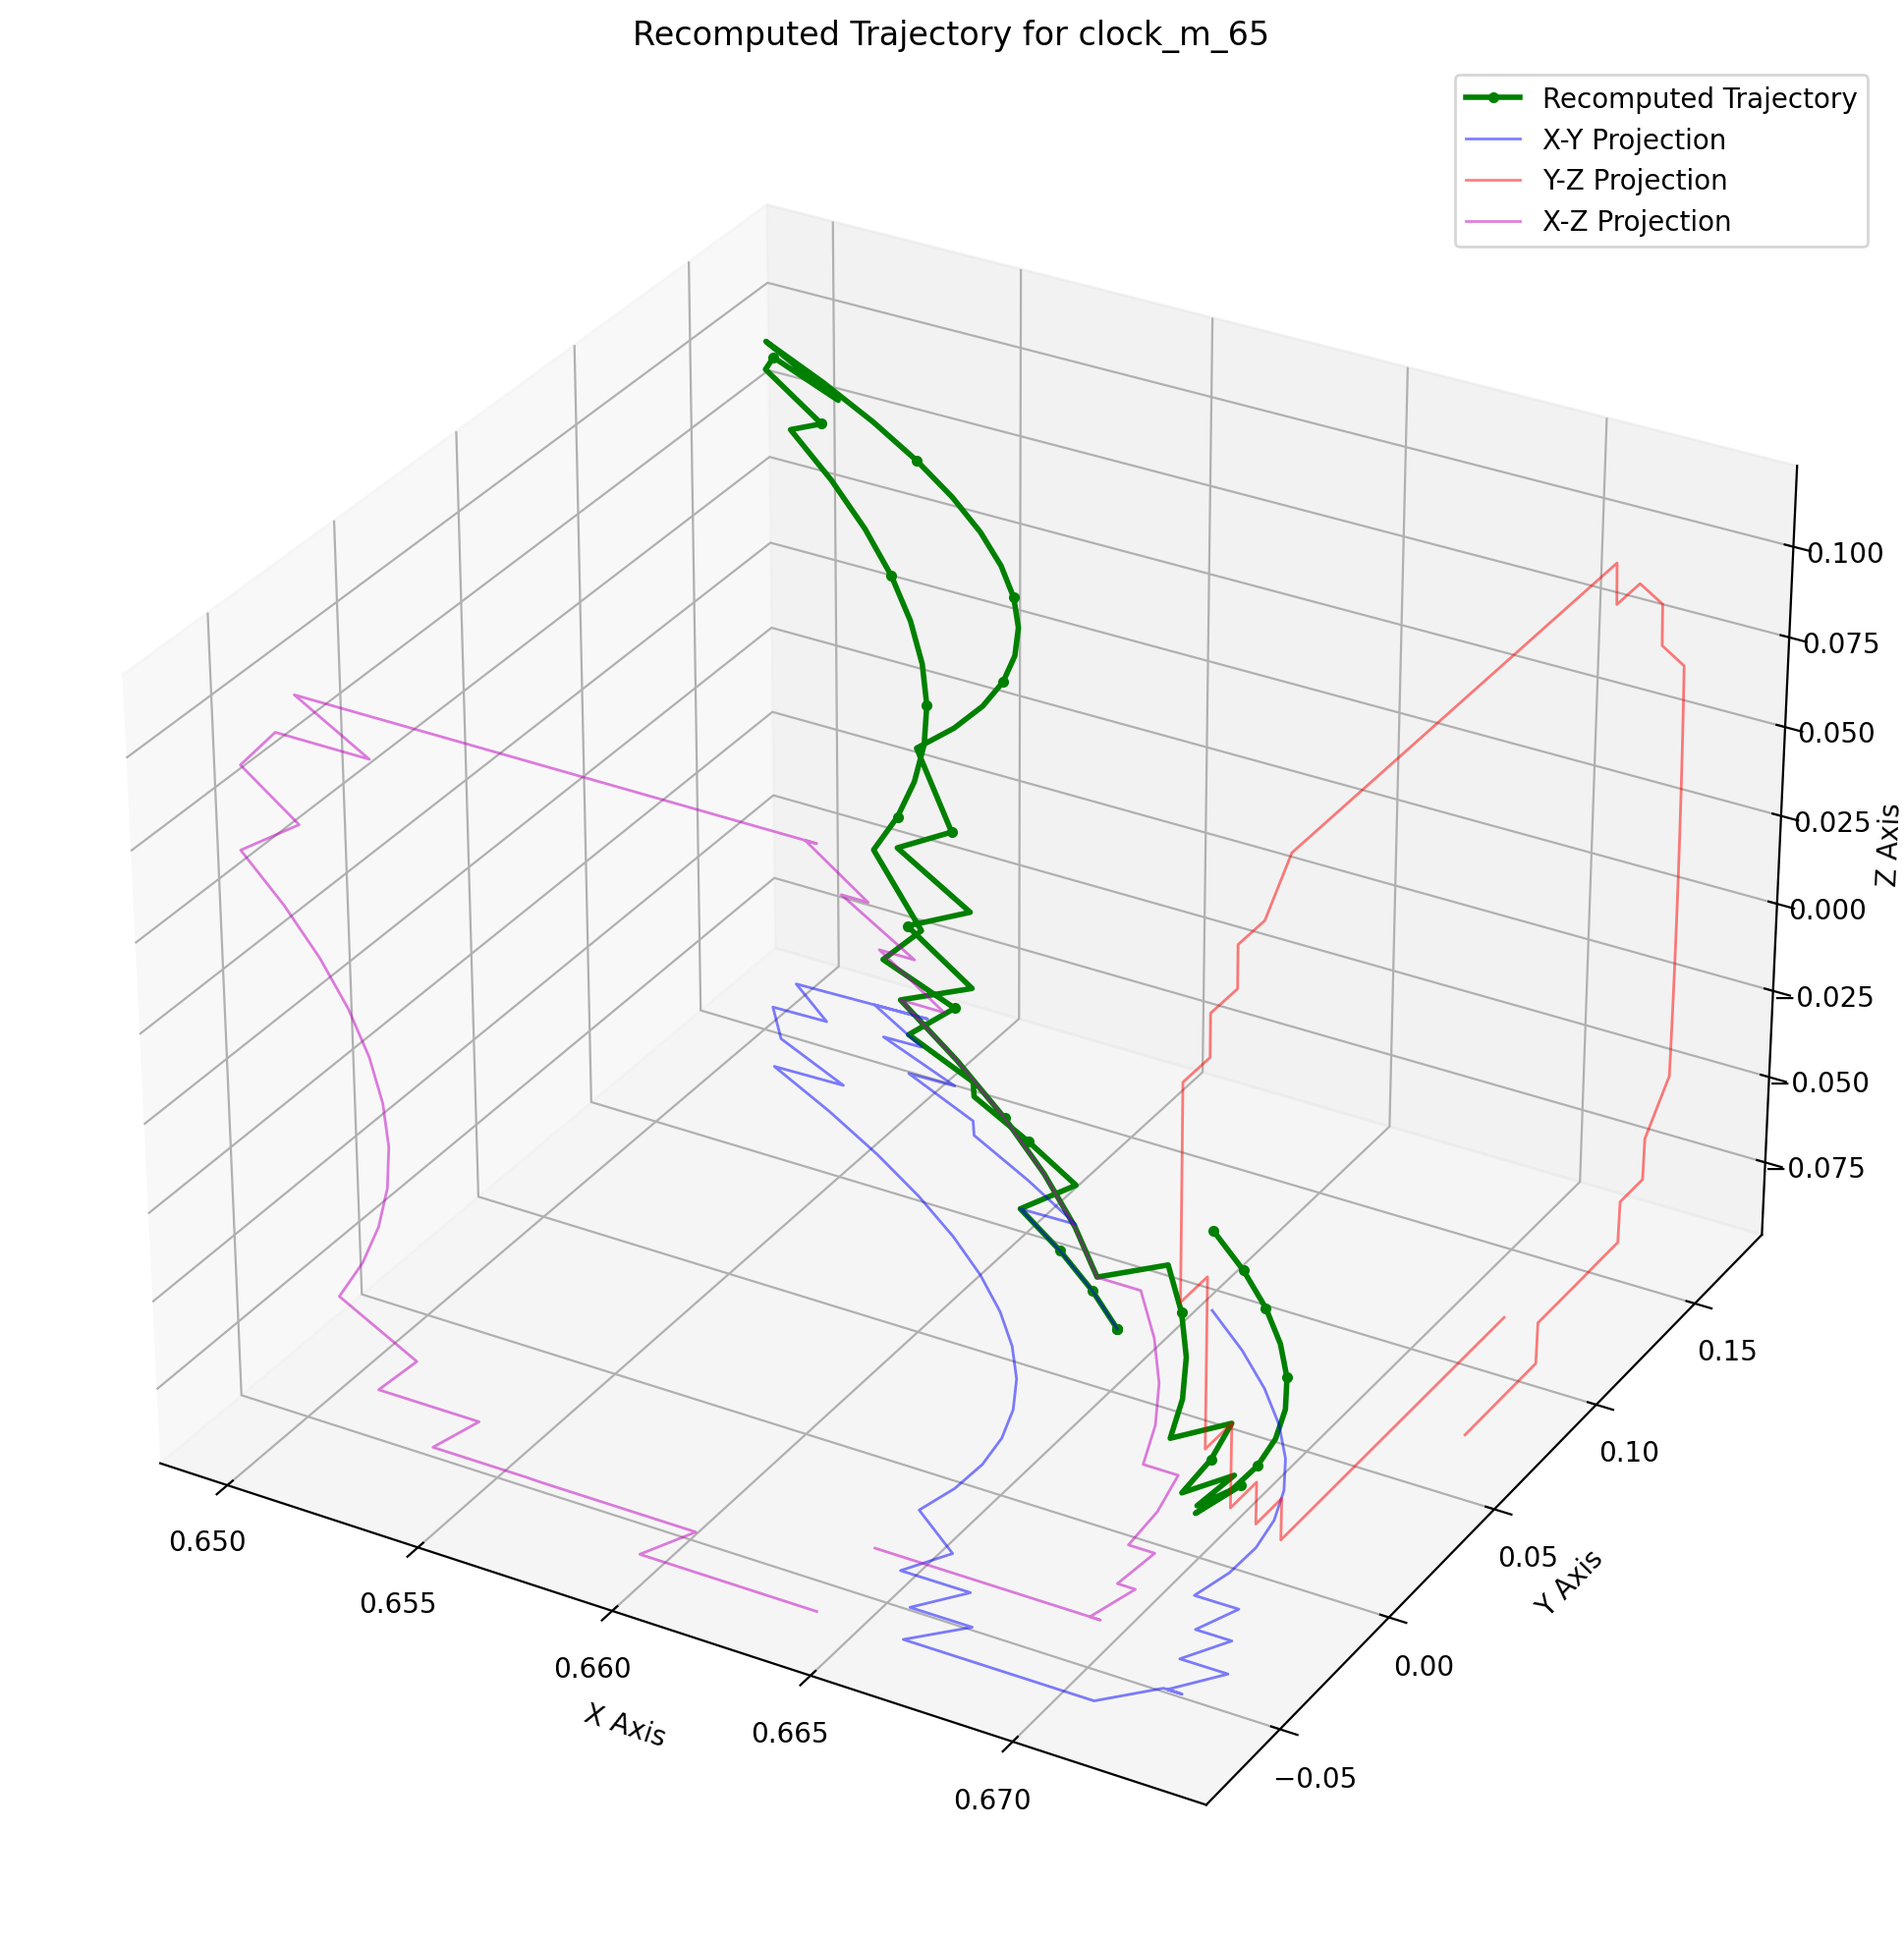 Recomputed Trajectory for clock_m_65
Recomputed Trajectory
X-Y Projection
Y-Z Projection
X-Z Projection
0.100
0.075
0.050
0.025
0.000
−0.025
−0.050
−0.075
Z Axis
0.15
0.10
0.05
0.00
−0.05
Y Axis
0.650
0.655
0.660
0.665
0.670
X Axis